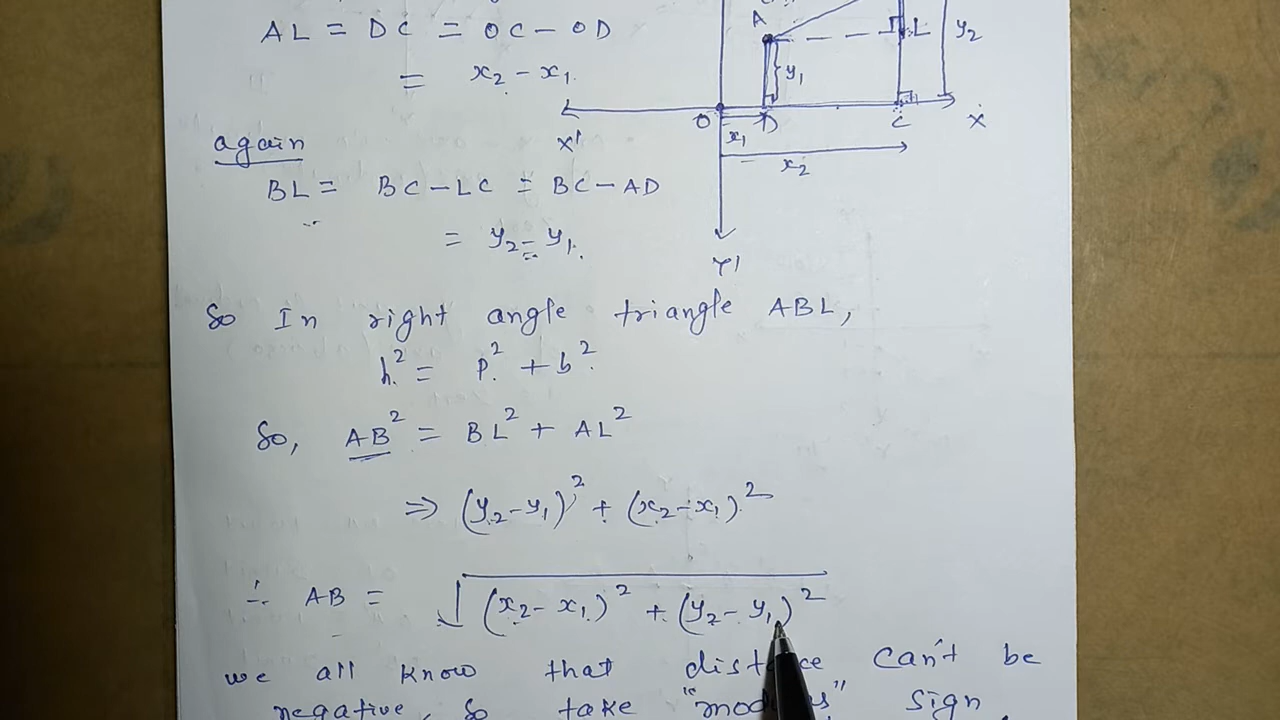 AL = DC = OC - OD
= x₂ - x₁
again
BL = BC - LC = BC - AD
= y₂ - y₁
So In right angle triangle ABL,
h² = p² + b²
So, AB² = BL² + AL²
⇒ (y₂ - y₁)² + (x₂ - x₁)²
∴ AB = √(x₂ - x₁)² + (y₂ - y₁)²
we all know that can't be
negative, so take sign
A
L
y₂
y₁
O
D
C
X
X'
x₁
x₂
Y'